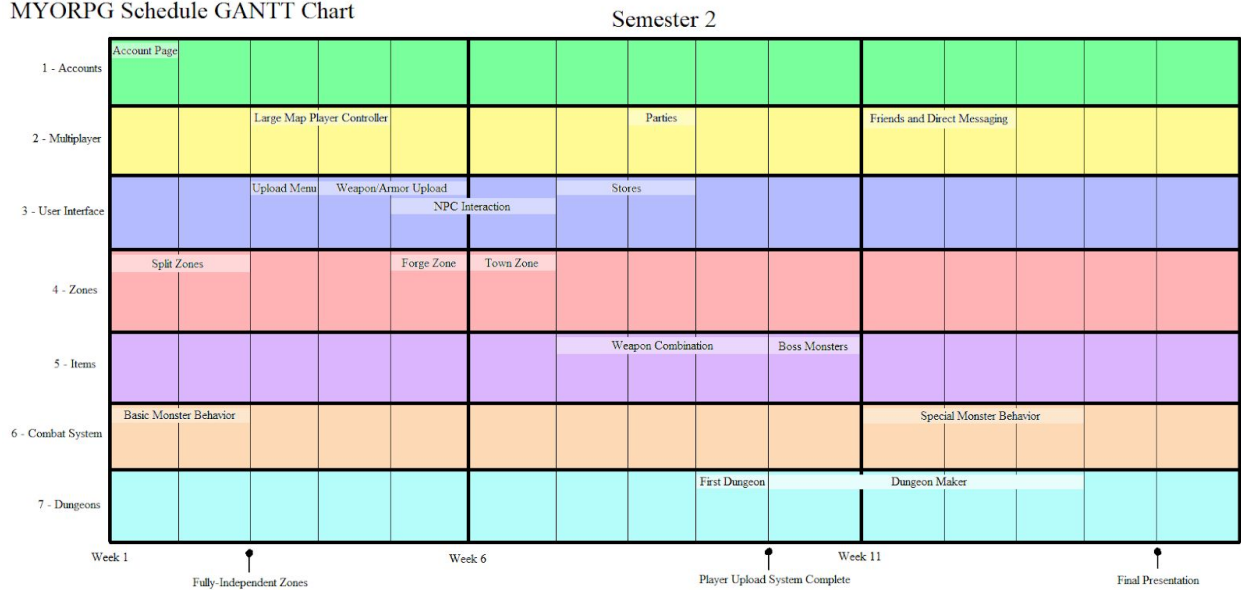 MYORPG Schedule GANTT Chart
Semester 2
Account Page
1 - Accounts
Large Map Player Controller
Parties
Friends and Direct Messaging
2 - Multiplayer
Upload Menu
Weapon/Armor Upload
Stores
3 - User Interface
NPC Interaction
Split Zones
Forge Zone
Town Zone
4 - Zones
Weapon Combination
Boss Monsters
5 - Items
Basic Monster Behavior
Special Monster Behavior
6 - Combat System
First Dungeon
Dungeon Maker
7 - Dungeons
Week 1
Week 6
Week 11
Fully-Independent Zones
Player Upload System Complete
Final Presentation